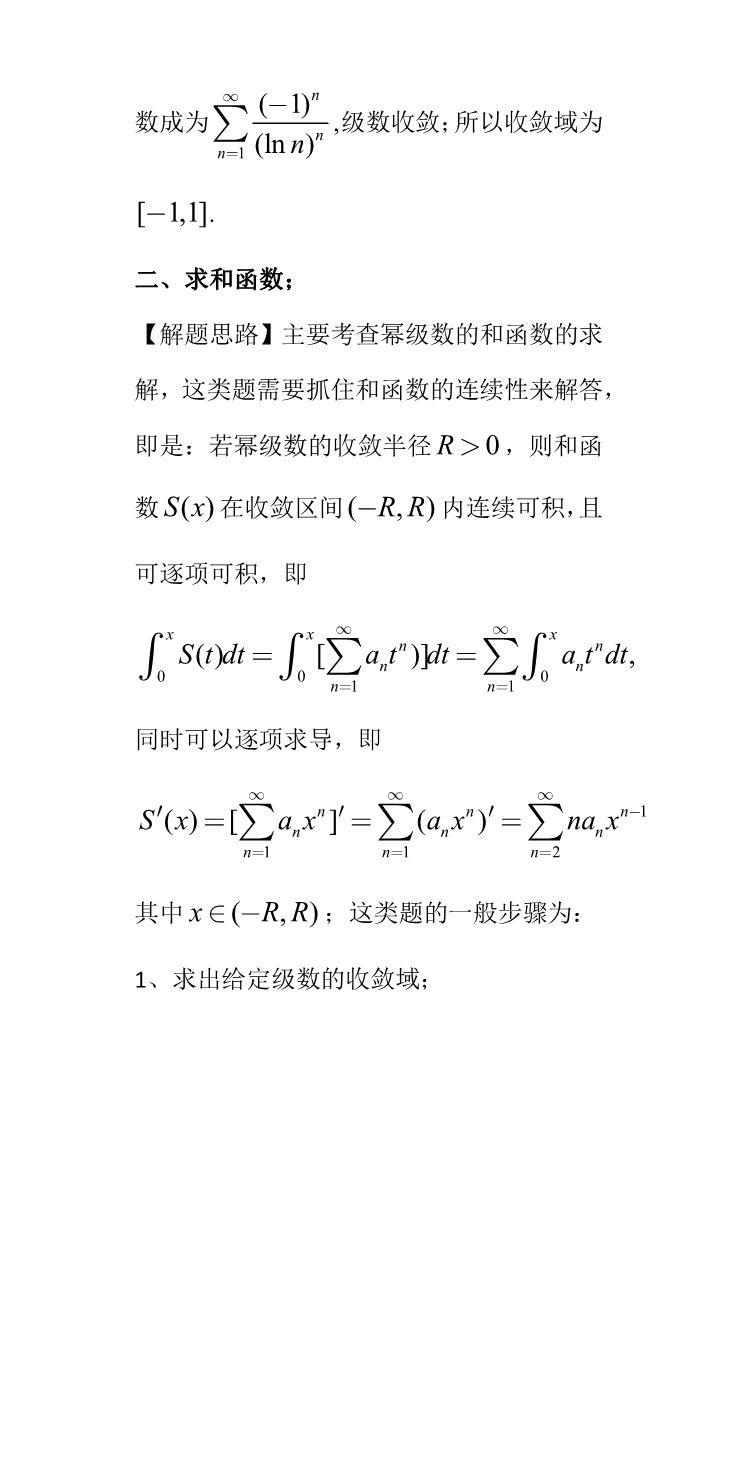 数成为$\sum_{n=1}^{\infty}\frac{(-1)^n}{(\ln n)^n}$,级数收敛;所以收敛域为
[−1,1].
二、求和函数;
【解题思路】主要考查幂级数的和函数的求
解，这类题需要抓住和函数的连续性来解答，
即是：若幂级数的收敛半径$R>0$，则和函
数$S(x)$在收敛区间$(-R,R)$内连续可积，且
可逐项可积，即
$\int_0^x S(t)dt=\int_0^x[\sum_{n=1}^{\infty}a_nt^n)]dt=\sum_{n=1}^{\infty}\int_0^x a_nt^ndt,$
同时可以逐项求导，即
$S'(x)=[\sum_{n=1}^{\infty}a_nx^n]'=\sum_{n=1}^{\infty}(a_nx^n)'=\sum_{n=2}^{\infty}na_nx^{n-1}$
其中$x\in(-R,R)$；这类题的一般步骤为：
1、求出给定级数的收敛域;